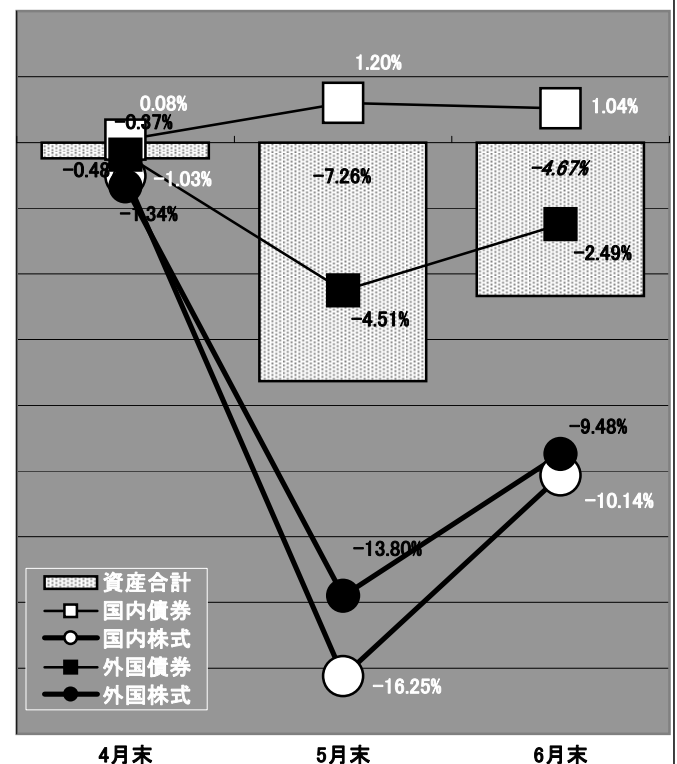 1.20%
0.08%
1.04%
-0.37%
-0.48
-1.03%
-7.26%
-4.67%
-1.34%
-2.49%
-4.51%
-9.48%
-10.14%
-13.80%
-16.25%
資産合計
国内債券
国内株式
外国債券
外国株式
4月末 5月末 6月末